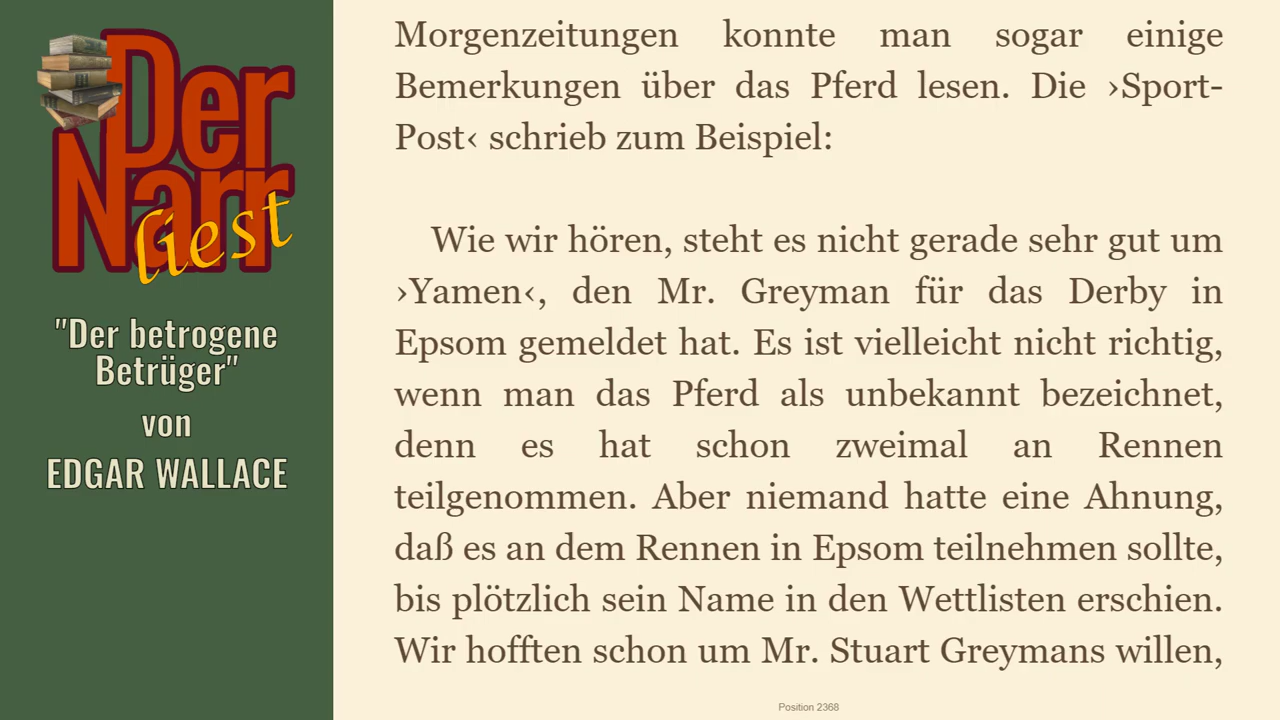 Der
Narr
liest
"Der betrogene
Betrüger"
von
EDGAR WALLACE
Morgenzeitungen konnte man sogar einige
Bemerkungen über das Pferd lesen. Die ›Sport-
Post‹ schrieb zum Beispiel:
Wie wir hören, steht es nicht gerade sehr gut um
›Yamen‹, den Mr. Greyman für das Derby in
Epsom gemeldet hat. Es ist vielleicht nicht richtig,
wenn man das Pferd als unbekannt bezeichnet,
denn es hat schon zweimal an Rennen
teilgenommen. Aber niemand hatte eine Ahnung,
daß es an dem Rennen in Epsom teilnehmen sollte,
bis plötzlich sein Name in den Wettlisten erschien.
Wir hofften schon um Mr. Stuart Greymans willen,
Position 2368